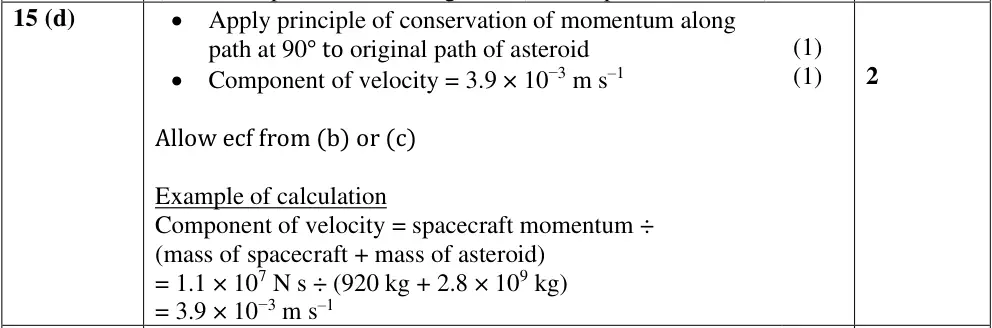 15 (d)
• Apply principle of conservation of momentum along
path at 90° to original path of asteroid (1)
• Component of velocity = 3.9 × 10⁻³ m s⁻¹ (1) 2
Allow ecf from (b) or (c)
Example of calculation
Component of velocity = spacecraft momentum ÷
(mass of spacecraft + mass of asteroid)
= 1.1 × 10⁷ N s ÷ (920 kg + 2.8 × 10⁹ kg)
= 3.9 × 10⁻³ m s⁻¹